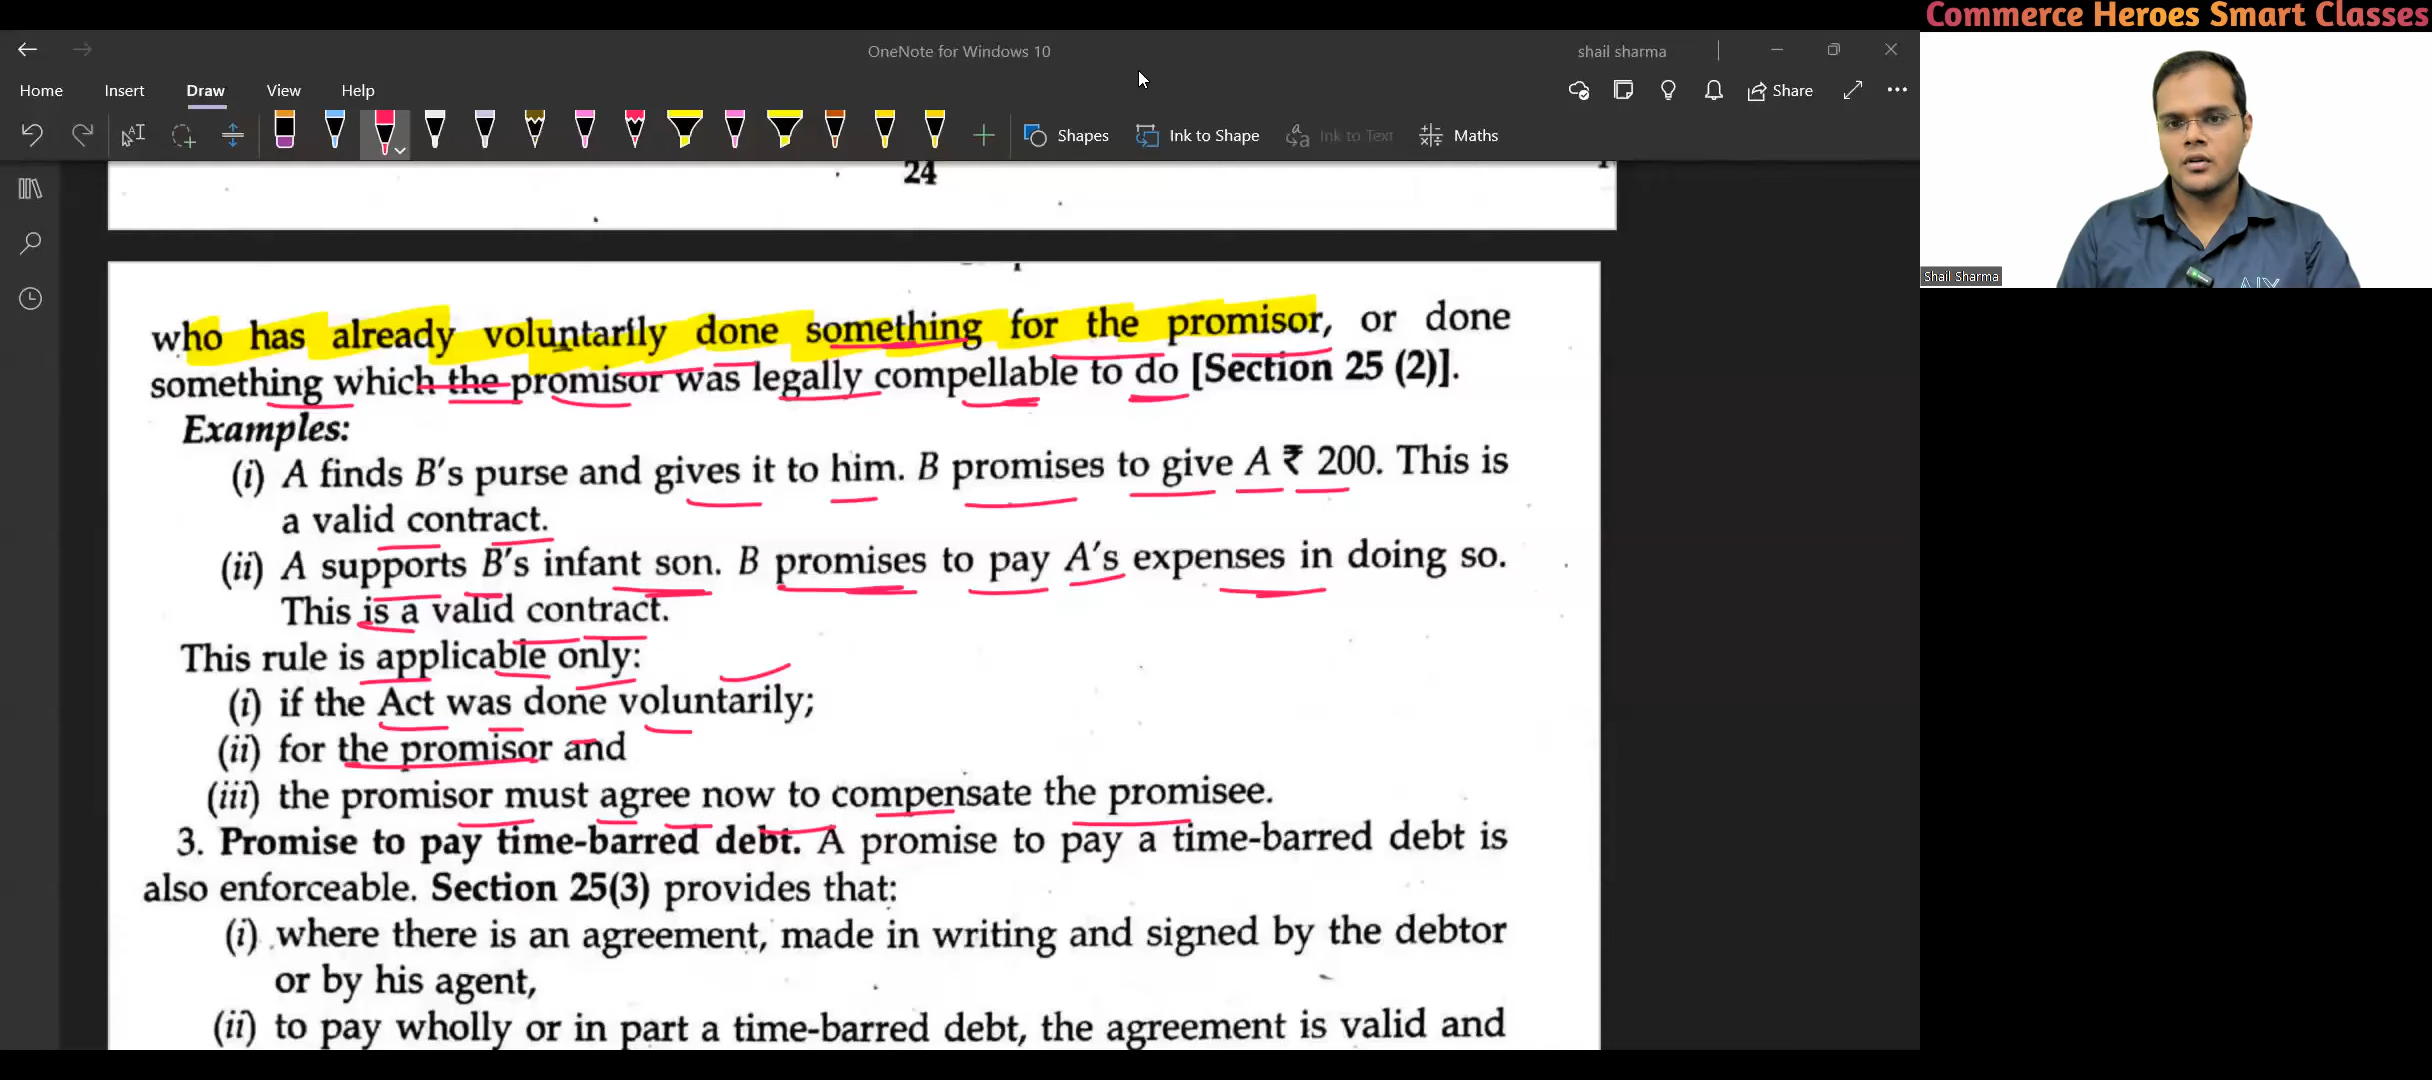 Commerce Heroes Smart Classes
OneNote for Windows 10
shail sharma
Home
Insert
Draw
View
Help
Share
Shapes
Ink to Shape
Ink to Text
Maths
24
Shail Sharma
who has already voluntarily done something for the promisor, or done
something which the promisor was legally compellable to do [Section 25 (2)].
Examples:
(i) A finds B's purse and gives it to him. B promises to give A ₹ 200. This is
a valid contract.
(ii) A supports B's infant son. B promises to pay A's expenses in doing so.
This is a valid contract.
This rule is applicable only:
(i) if the Act was done voluntarily;
(ii) for the promisor and
(iii) the promisor must agree now to compensate the promisee.
3. Promise to pay time-barred debt. A promise to pay a time-barred debt is
also enforceable. Section 25(3) provides that:
(i) where there is an agreement, made in writing and signed by the debtor
or by his agent,
(ii) to pay wholly or in part a time-barred debt, the agreement is valid and